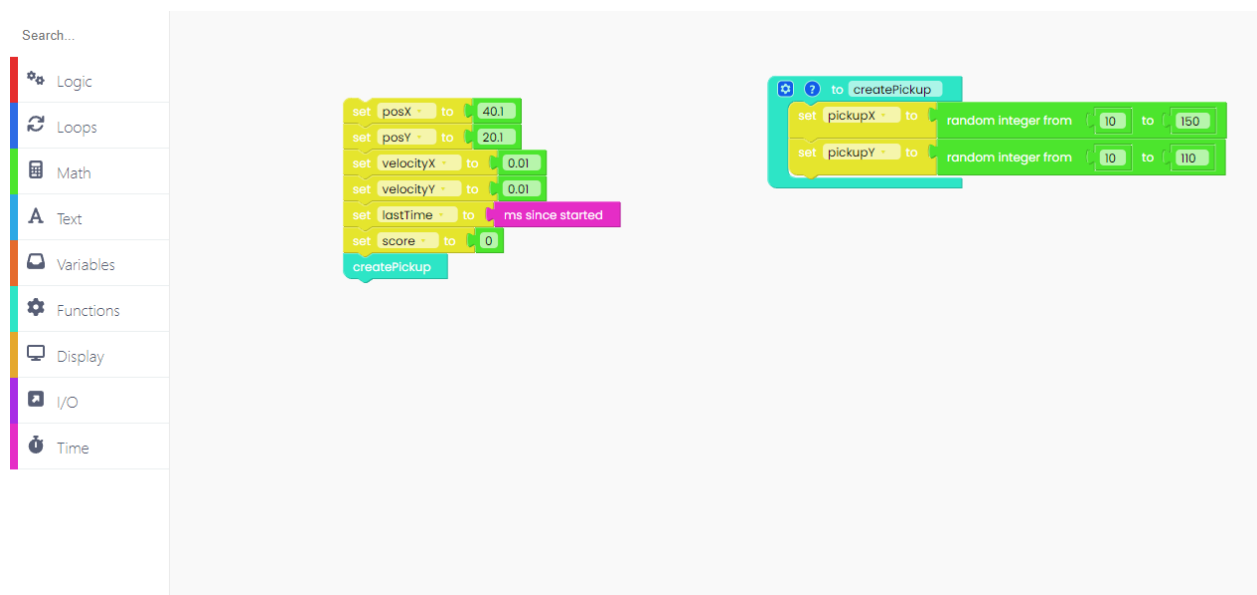 Search...
Logic
Loops
Math
Text
Variables
Functions
Display
I/O
Time
set posX to 40.1
set posY to 20.1
set velocityX to 0.01
set velocityY to 0.01
set lastTime to ms since started
set score to 0
createPickup
? to createPickup
set pickupX to random integer from 10 to 150
set pickupY to random integer from 10 to 110